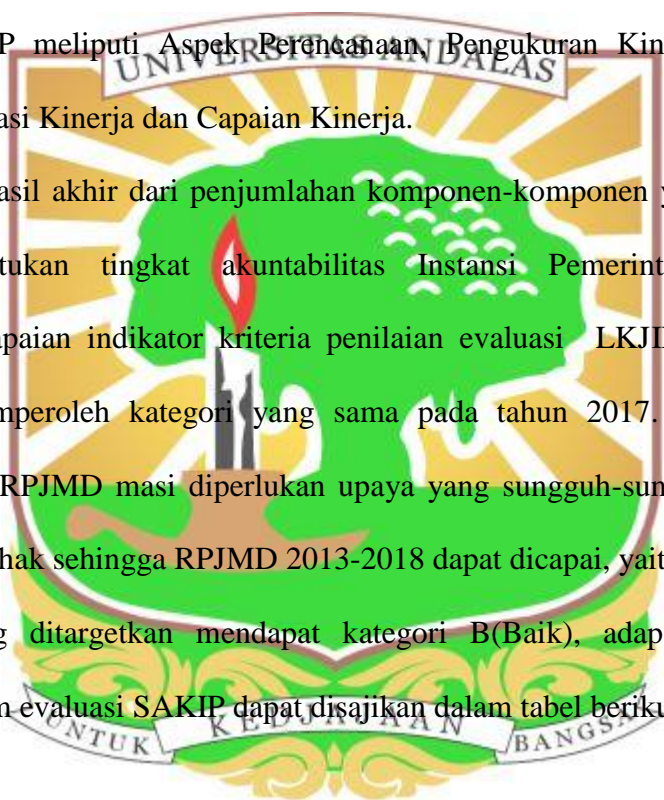 P meliputi Aspek Perencanaan, Pengukuran Kin
UNIVERSITAS ANDALAS
asi Kinerja dan Capaian Kinerja.
asil akhir dari penjumlahan komponen-komponen y
tukan tingkat akuntabilitas Instansi Pemerint
apaian indikator kriteria penilaian evaluasi LKJI
mperoleh kategori yang sama pada tahun 2017.
RPJMD masi diperlukan upaya yang sungguh-sun
hak sehingga RPJMD 2013-2018 dapat dicapai, yait
g ditargetkan mendapat kategori B(Baik), adap
n evaluasi SAKIP dapat disajikan dalam tabel beriku
UNTUK KEDJAJAAN BANGSA